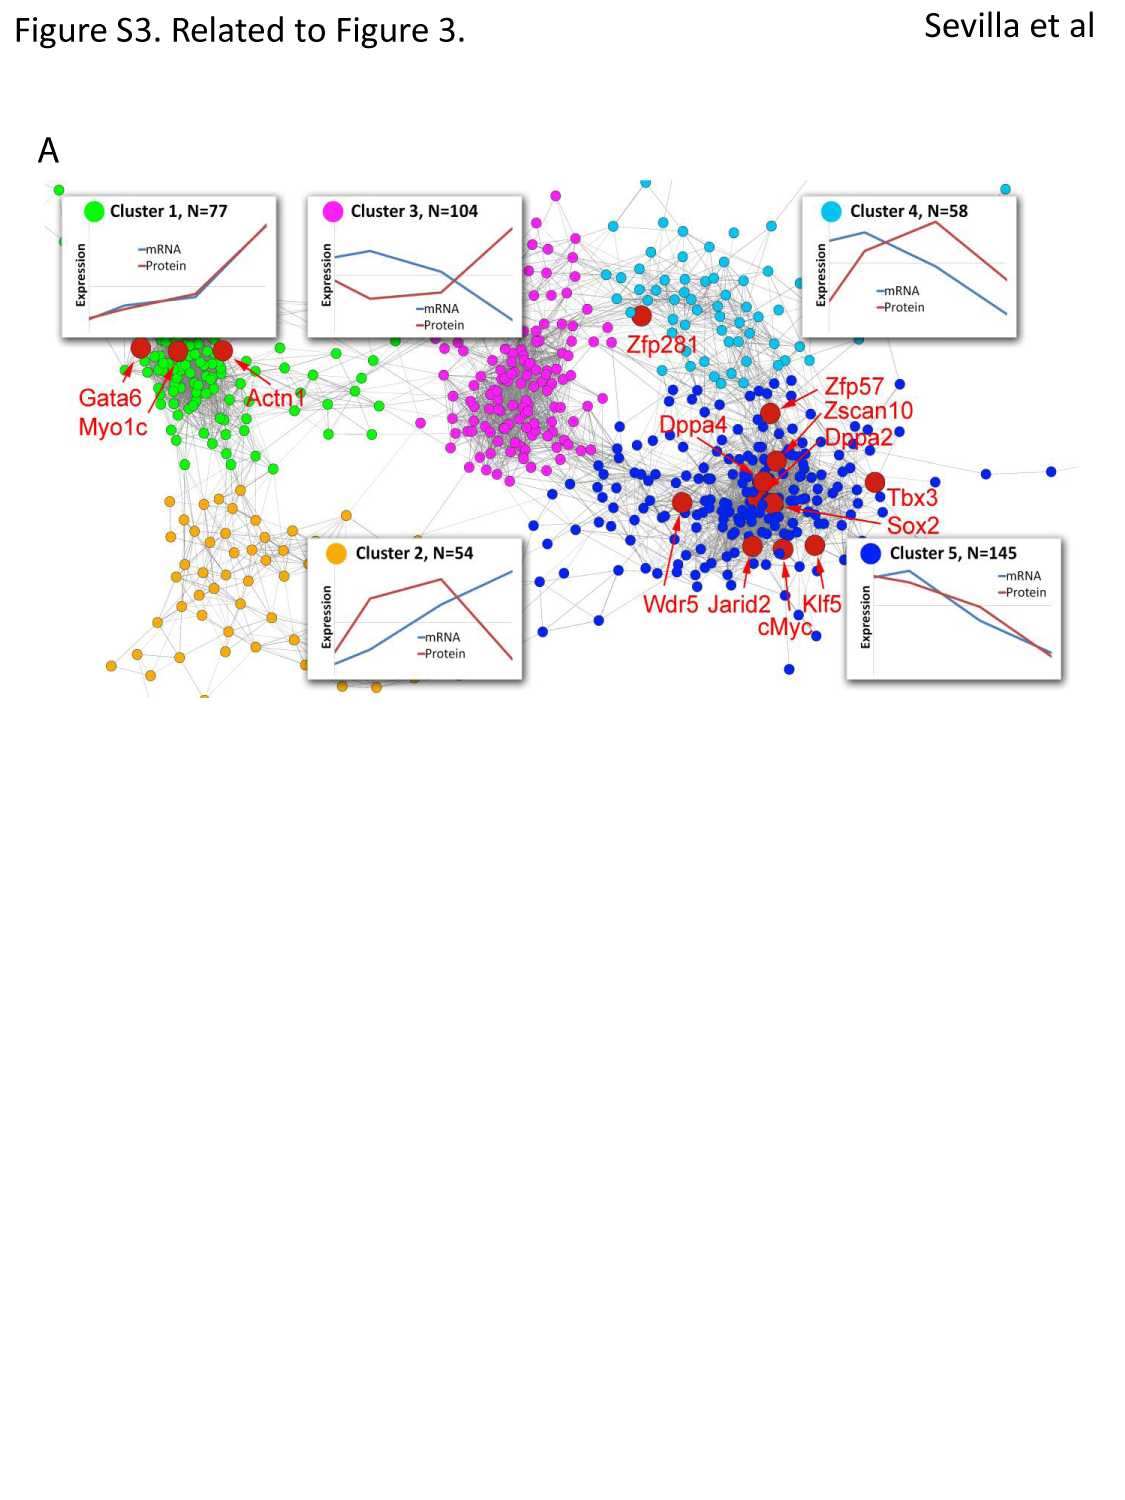 Figure S3. Related to Figure 3.
Sevilla et al
A
Cluster 1, N=77
Expression
mRNA
Protein
Cluster 3, N=104
Expression
mRNA
Protein
Cluster 4, N=58
Expression
mRNA
Protein
Zfp281
Gata6
Myo1c
Actn1
Zfp57
Zscan10
Dppa4
Dppa2
Tbx3
Sox2
Wdr5
Jarid2
Klf5
cMyc
Cluster 2, N=54
Expression
mRNA
Protein
Cluster 5, N=145
Expression
mRNA
Protein